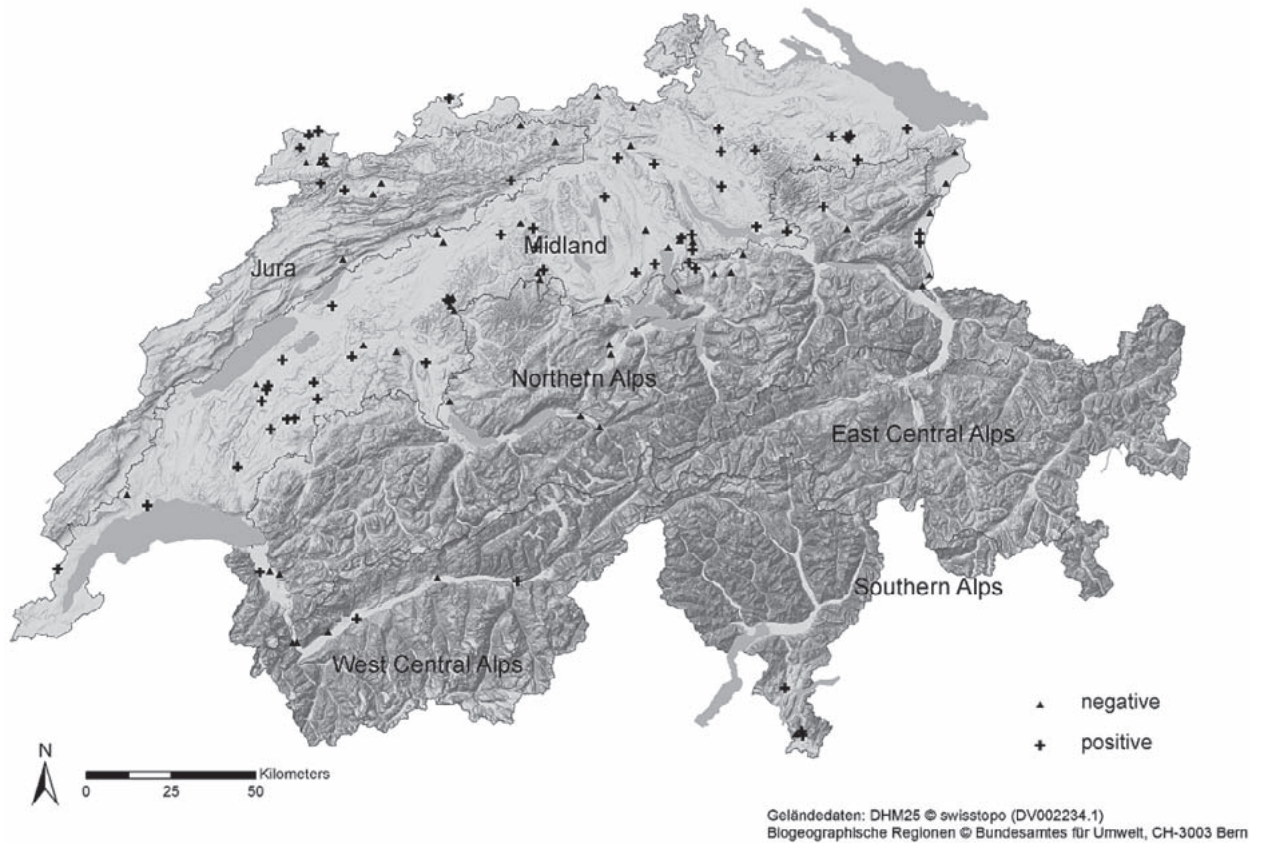 Jura
Midland
Northern Alps
East Central Alps
Southern Alps
West Central Alps
negative
positive
N
Kilometers
0 25 50
Geländedaten: DHM25 © swisstopo (DV002234.1)
Biogeographische Regionen © Bundesamtes für Umwelt, CH-3003 Bern